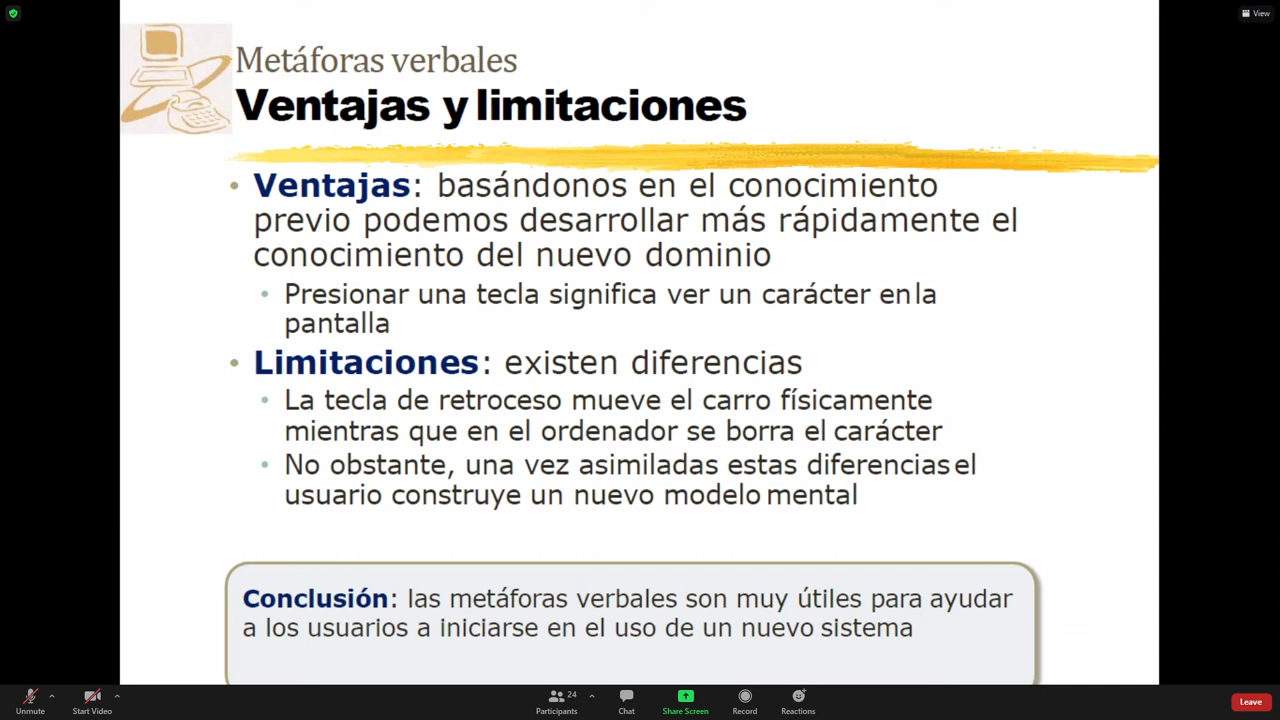 View
Metáforas verbales
Ventajas y limitaciones
• Ventajas: basándonos en el conocimiento
previo podemos desarrollar más rápidamente el
conocimiento del nuevo dominio
• Presionar una tecla significa ver un carácter en la
pantalla
• Limitaciones: existen diferencias
• La tecla de retroceso mueve el carro físicamente
mientras que en el ordenador se borra el carácter
• No obstante, una vez asimiladas estas diferencias el
usuario construye un nuevo modelo mental
Conclusión: las metáforas verbales son muy útiles para ayudar
a los usuarios a iniciarse en el uso de un nuevo sistema
Unmute
Start Video
24
Participants
Chat
Share Screen
Record
Reactions
Leave